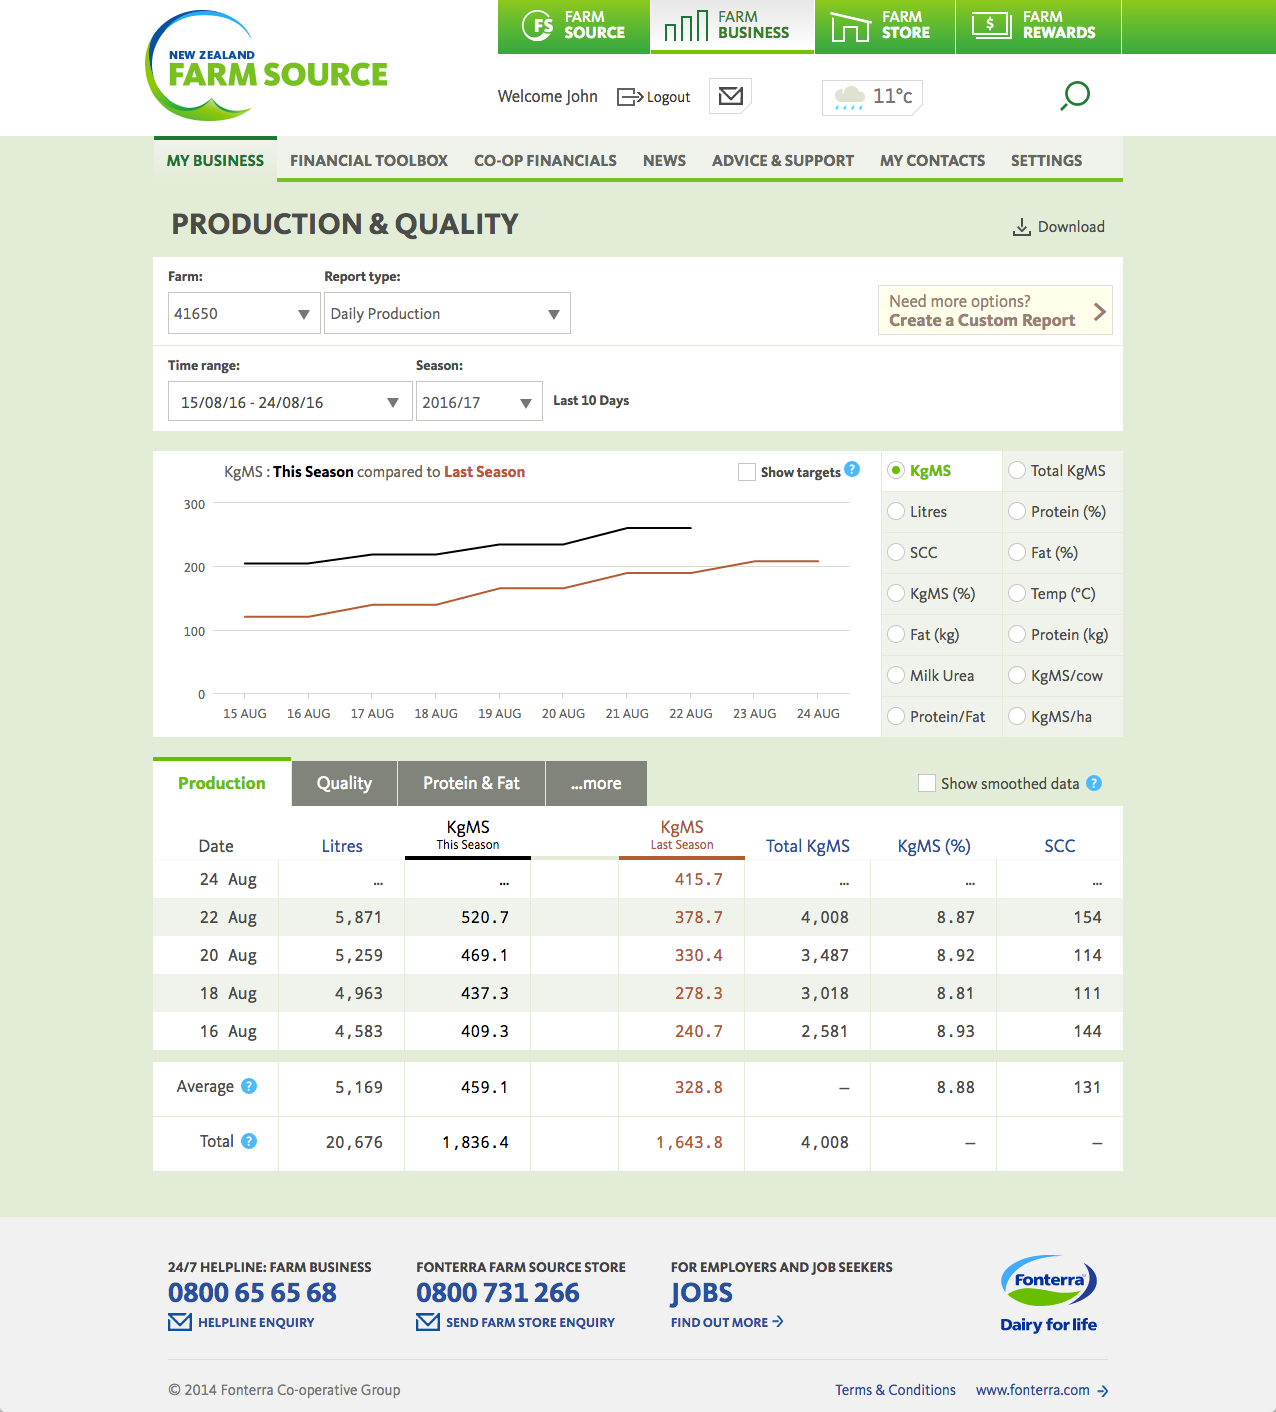 NEW ZEALAND
FARM SOURCE
FS FARM SOURCE
FARM BUSINESS
$ FARM STORE
FARM REWARDS
Welcome John Logout 11°c
MY BUSINESS FINANCIAL TOOLBOX CO-OP FINANCIALS NEWS ADVICE & SUPPORT MY CONTACTS SETTINGS
PRODUCTION & QUALITY Download
Farm: Report type:
41650 Daily Production
Need more options?
Create a Custom Report
Time range: Season:
15/08/16 - 24/08/16 2016/17 Last 10 Days
KgMS : This Season compared to Last Season Show targets ?
300
200
100
0
15 AUG 16 AUG 17 AUG 18 AUG 19 AUG 20 AUG 21 AUG 22 AUG 23 AUG 24 AUG
KgMS Total KgMS
Litres Protein (%)
SCC Fat (%)
KgMS (%) Temp (°C)
Fat (kg) Protein (kg)
Milk Urea KgMS/cow
Protein/Fat KgMS/ha
Production Quality Protein & Fat ...more Show smoothed data ?
Date Litres KgMS This Season KgMS Last Season Total KgMS KgMS (%) SCC
24 Aug ... ... 415.7 ... ... ...
22 Aug 5,871 520.7 378.7 4,008 8.87 154
20 Aug 5,259 469.1 330.4 3,487 8.92 114
18 Aug 4,963 437.3 278.3 3,018 8.81 111
16 Aug 4,583 409.3 240.7 2,581 8.93 144
Average ? 5,169 459.1 328.8 – 8.88 131
Total ? 20,676 1,836.4 1,643.8 4,008 – –
24/7 HELPLINE: FARM BUSINESS
0800 65 65 68
HELPLINE ENQUIRY
FONTERRA FARM SOURCE STORE
0800 731 266
SEND FARM STORE ENQUIRY
FOR EMPLOYERS AND JOB SEEKERS
JOBS
FIND OUT MORE
Fonterra
Dairy for life
© 2014 Fonterra Co-operative Group Terms & Conditions www.fonterra.com